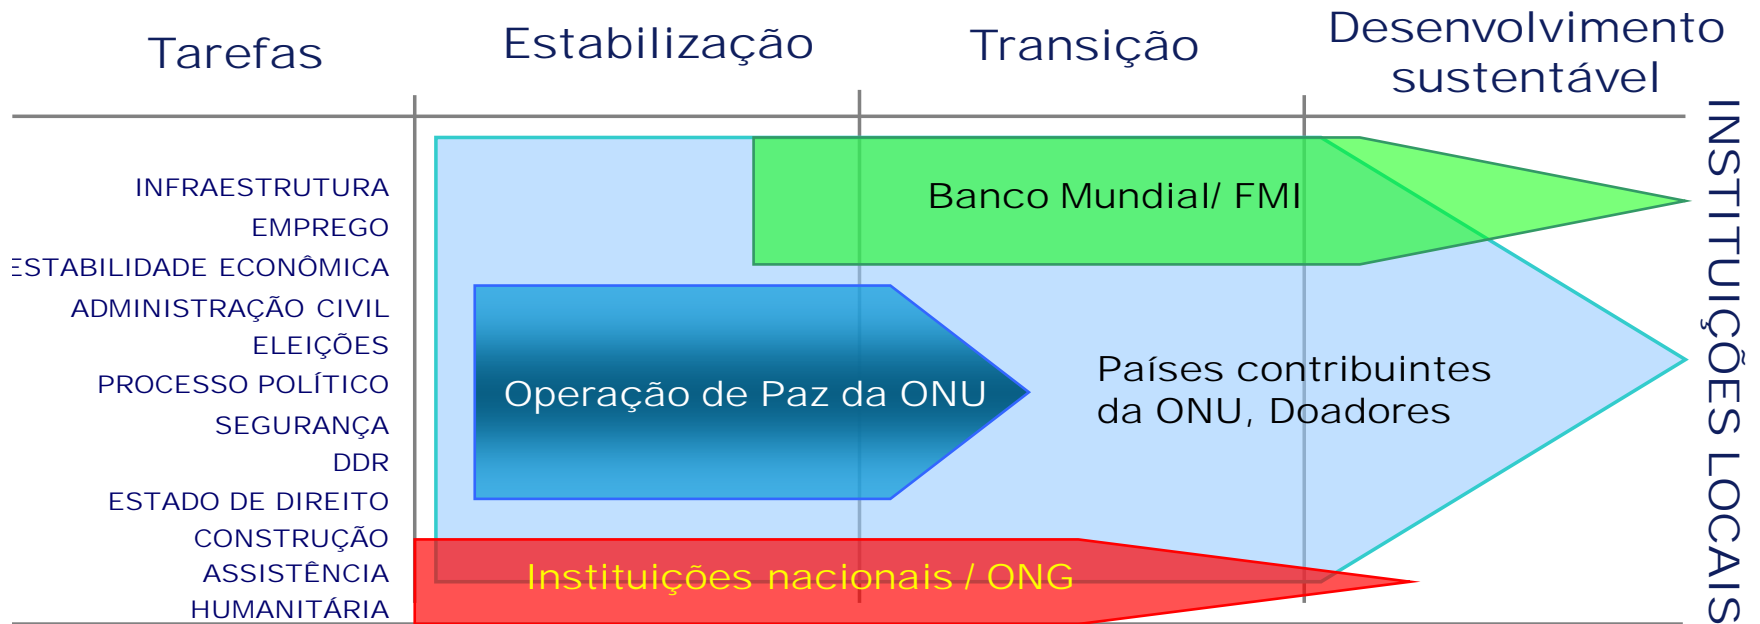 Tarefas
Estabilização
Transição
Desenvolvimento
sustentável
INFRAESTRUTURA
EMPREGO
ESTABILIDADE ECONÔMICA
ADMINISTRAÇÃO CIVIL
ELEIÇÕES
PROCESSO POLÍTICO
SEGURANÇA
DDR
ESTADO DE DIREITO
CONSTRUÇÃO
ASSISTÊNCIA
HUMANITÁRIA
Banco Mundial/ FMI
Operação de Paz da ONU
Países contribuintes
da ONU, Doadores
Instituições nacionais / ONG
INSTITUIÇÕES LOCAIS